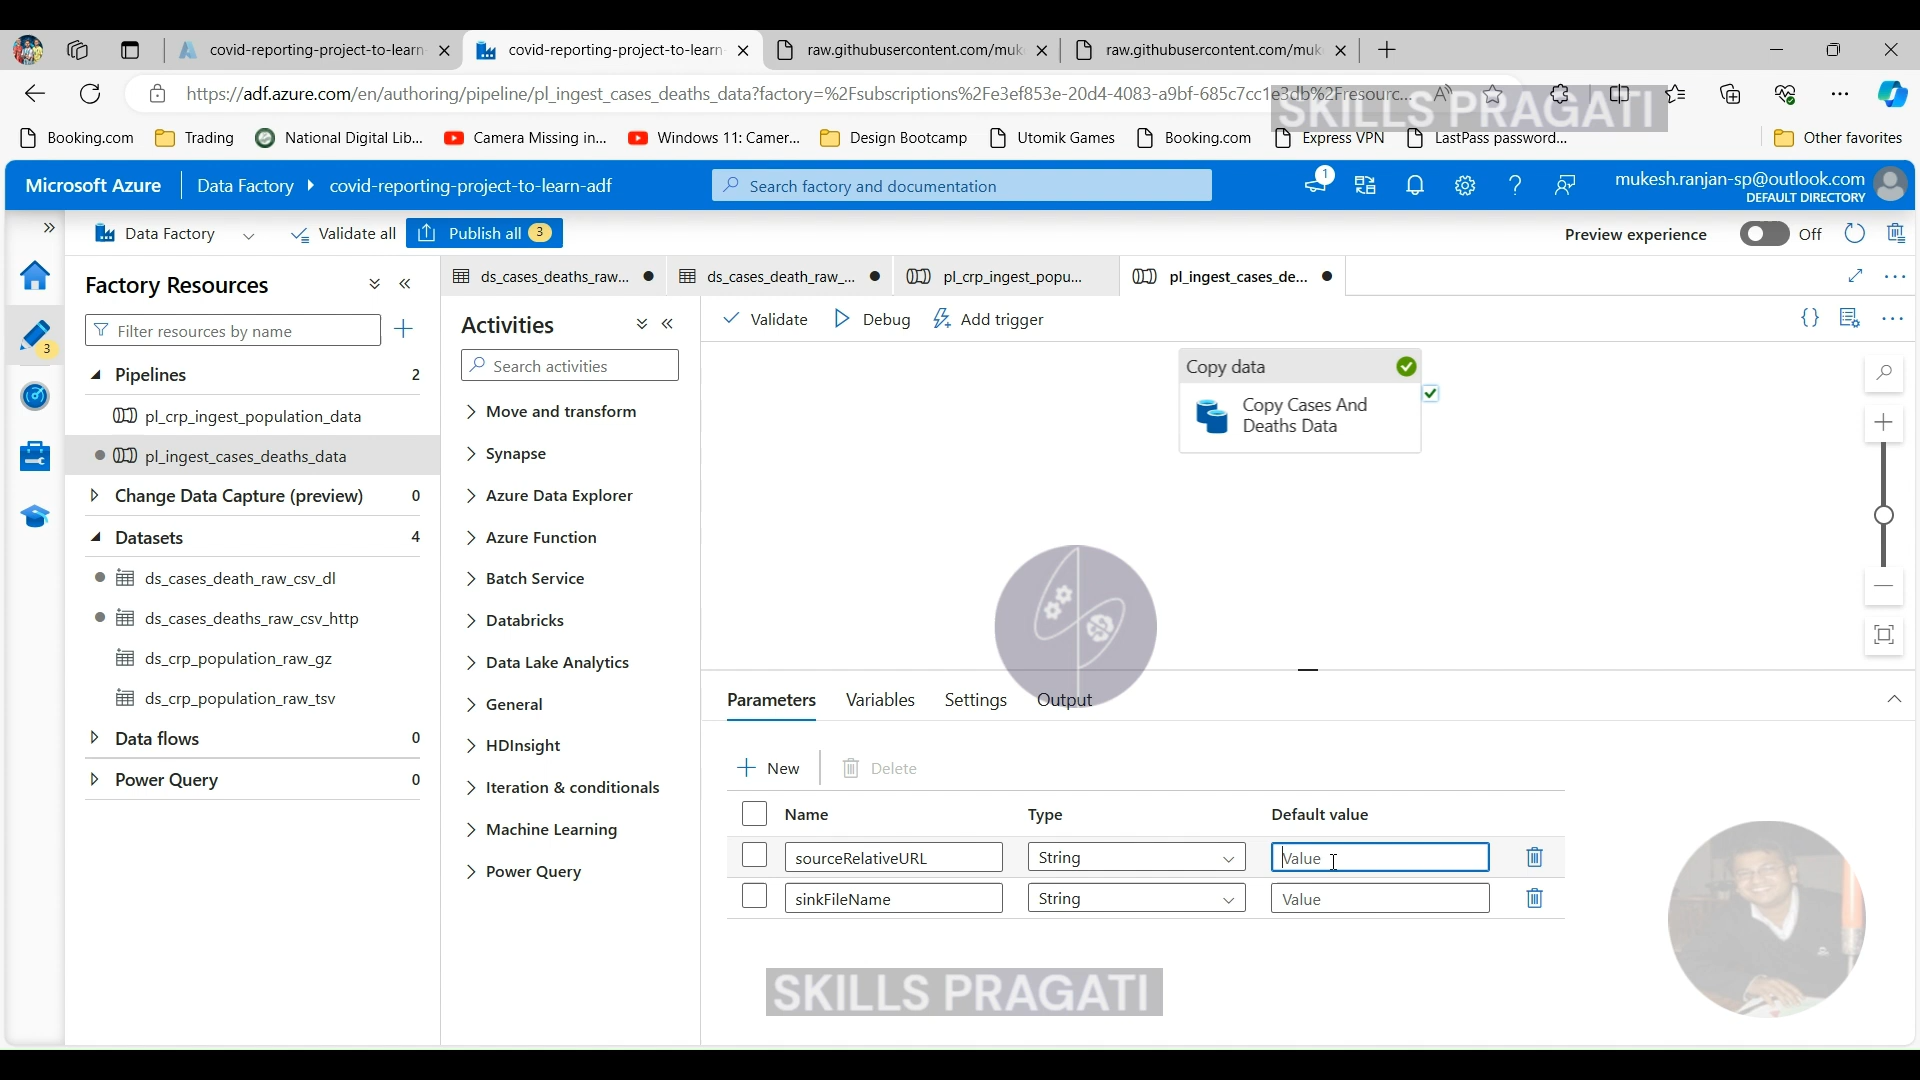 covid-reporting-project-to-learn
covid-reporting-project-to-learn
raw.githubusercontent.com/muk
raw.githubusercontent.com/muk
https://adf.azure.com/en/authoring/pipeline/pl_ingest_cases_deaths_data?factory=%2Fsubscriptions%2Fe3ef853e-20d4-4083-a9bf-685c7cc1e3db%2Fresourc...
SKILLS PRAGATI
Booking.com
Trading
National Digital Lib...
Camera Missing in...
Windows 11: Camer...
Design Bootcamp
Utomik Games
Booking.com
Express VPN
LastPass password...
Other favorites
Microsoft Azure
Data Factory
covid-reporting-project-to-learn-adf
Search factory and documentation
1
mukesh.ranjan-sp@outlook.com
DEFAULT DIRECTORY
Data Factory
Validate all
Publish all 3
Preview experience
Off
Factory Resources
Filter resources by name
3
Pipelines 2
pl_crp_ingest_population_data
pl_ingest_cases_deaths_data
Change Data Capture (preview) 0
Datasets 4
ds_cases_death_raw_csv_dl
ds_cases_deaths_raw_csv_http
ds_crp_population_raw_gz
ds_crp_population_raw_tsv
Data flows 0
Power Query 0
ds_cases_deaths_raw...
ds_cases_death_raw_...
pl_crp_ingest_popu...
pl_ingest_cases_de...
Activities
Search activities
Move and transform
Synapse
Azure Data Explorer
Azure Function
Batch Service
Databricks
Data Lake Analytics
General
HDInsight
Iteration & conditionals
Machine Learning
Power Query
Validate
Debug
Add trigger
Copy data
Copy Cases And
Deaths Data
Parameters
Variables
Settings
Output
New
Delete
Name Type Default value
sourceRelativeURL String Value
sinkFileName String Value
SKILLS PRAGATI